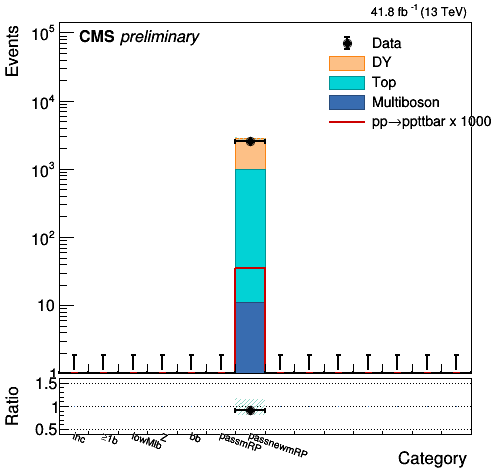 41.8 fb⁻¹ (13 TeV)
Events
CMS preliminary
Data
DY
Top
Multiboson
pp→ppttbar x 1000
10⁵
10⁴
10³
10²
10
1
Ratio
1.5
1
0.5
inc
≥1b
lowMlb
Z
bb
passmRP
passnewmRP
Category